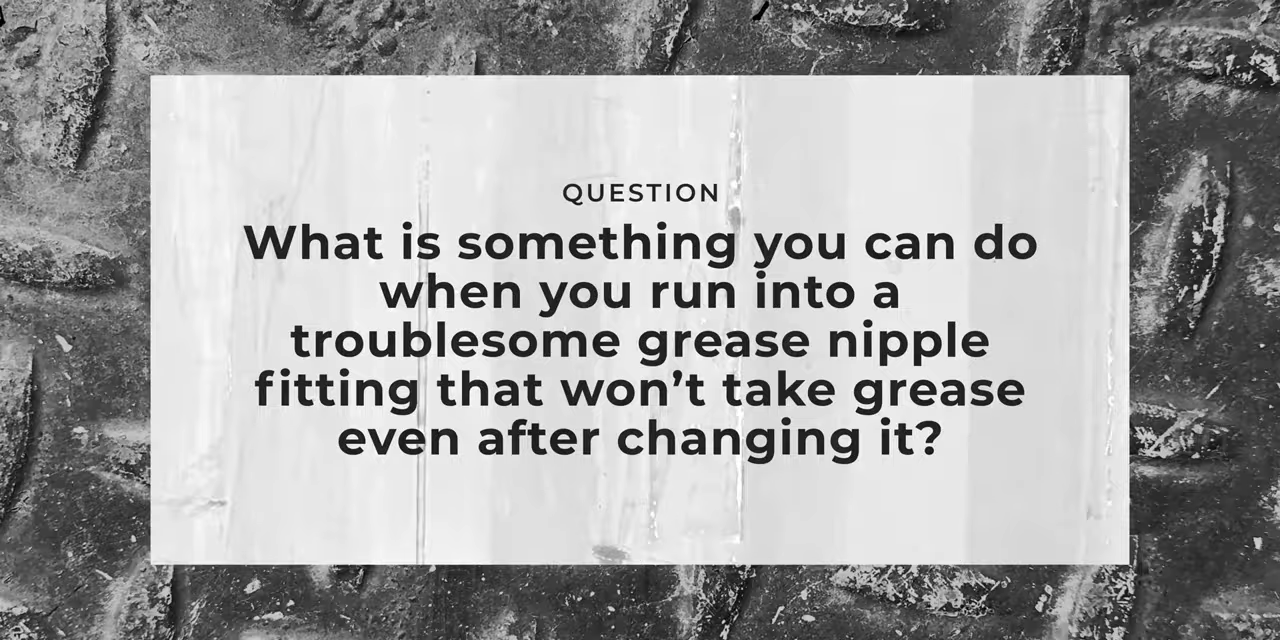 QUESTION
What is something you can do
when you run into a
troublesome grease nipple
fitting that won’t take grease
even after changing it?